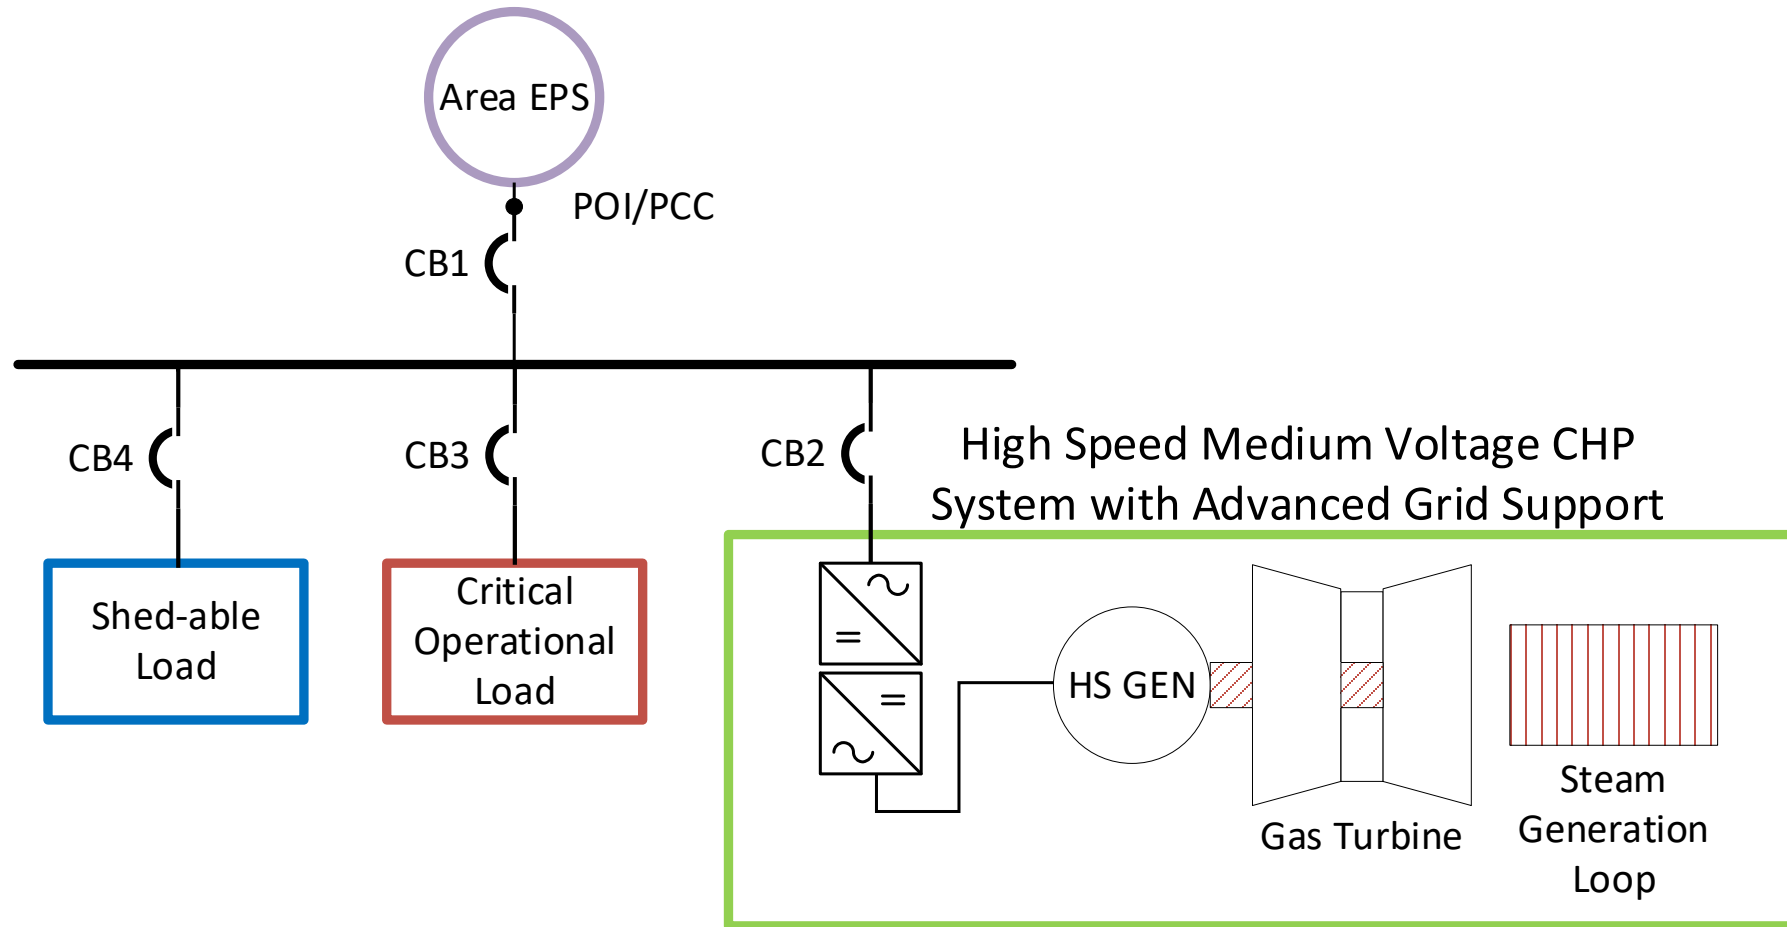 Area EPS
POI/PCC
CB1
CB4
CB3
CB2
High Speed Medium Voltage CHP
System with Advanced Grid Support
Shed-able
Load
Critical
Operational
Load
HS GEN
Gas Turbine
Steam
Generation
Loop